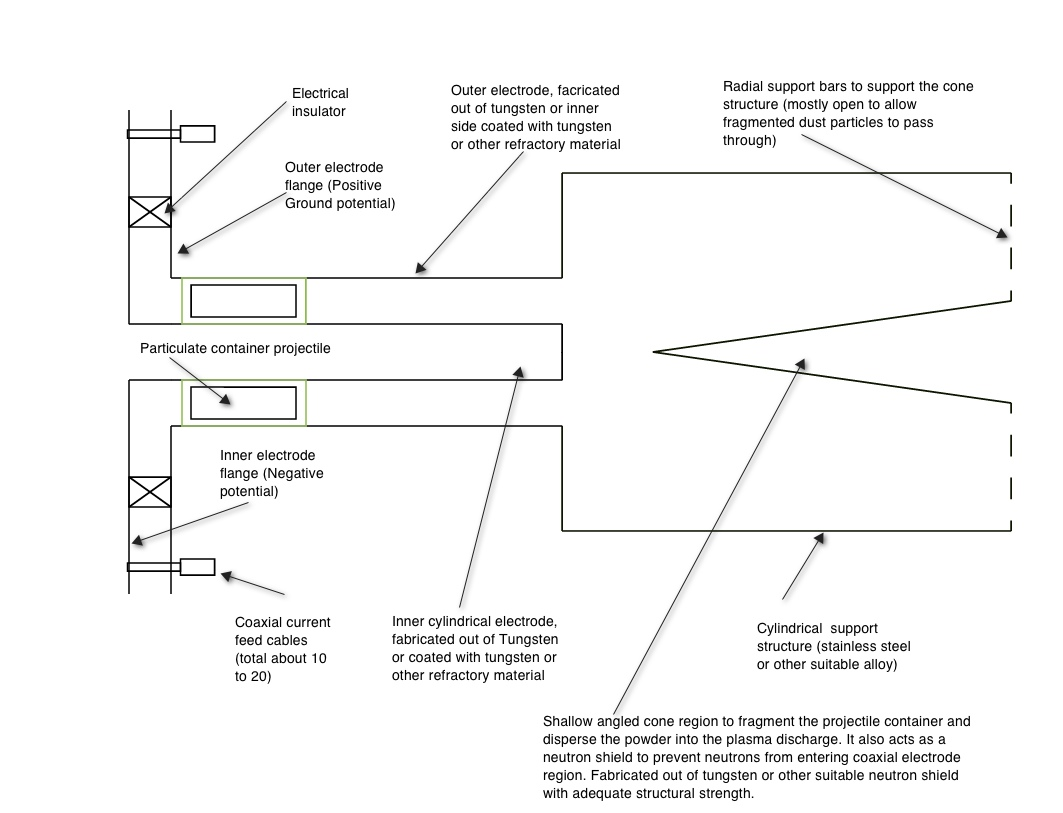 Electrical
insulator
Outer electrode, facricated
out of tungsten or inner
side coated with tungsten
or other refractory material
Radial support bars to support the cone
structure (mostly open to allow
fragmented dust particles to pass
through)
Outer electrode
flange (Positive
Ground potential)
Particulate container projectile
Inner electrode
flange (Negative
potential)
Coaxial current
feed cables
(total about 10
to 20)
Inner cylindrical electrode,
fabricated out of Tungsten
or coated with tungsten or
other refractory material
Cylindrical  support
structure (stainless steel
or other suitable alloy)
Shallow angled cone region to fragment the projectile container and
disperse the powder into the plasma discharge. It also acts as a
neutron shield to prevent neutrons from entering coaxial electrode
region. Fabricated out of tungsten or other suitable neutron shield
with adequate structural strength.